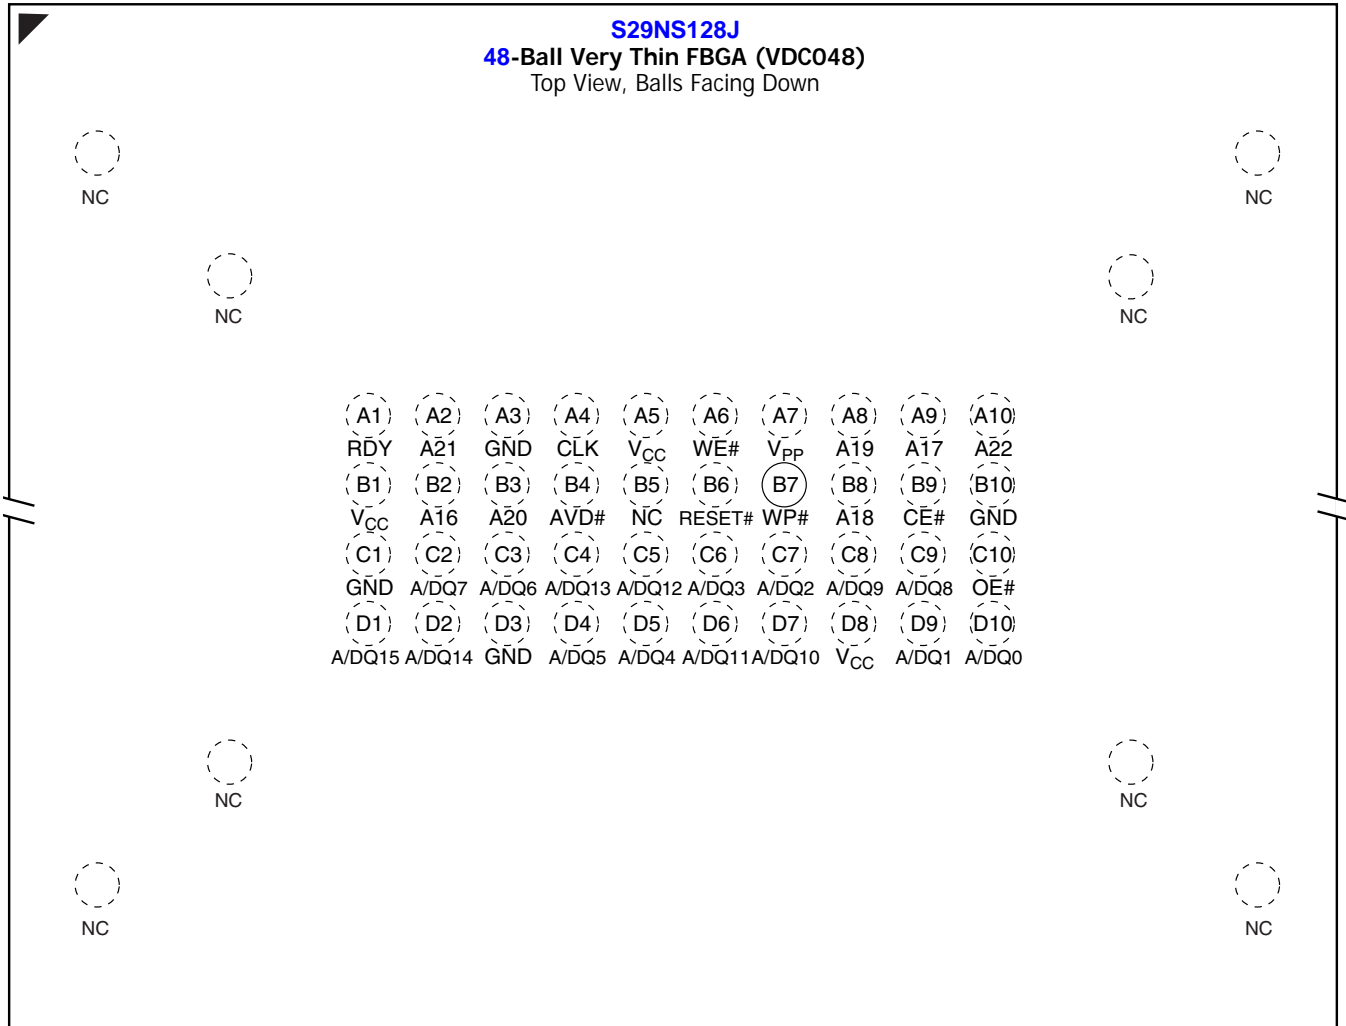 S29NS128J
48-Ball Very Thin FBGA (VDC048)
Top View, Balls Facing Down
NC NC
NC NC
A1 A2 A3 A4 A5 A6 A7 A8 A9 A10
RDY A21 GND CLK VCC WE# VPP A19 A17 A22
B1 B2 B3 B4 B5 B6 B7 B8 B9 B10
VCC A16 A20 AVD# NC RESET# WP# A18 CE# GND
C1 C2 C3 C4 C5 C6 C7 C8 C9 C10
GND A/DQ7 A/DQ6 A/DQ13 A/DQ12 A/DQ3 A/DQ2 A/DQ9 A/DQ8 OE#
D1 D2 D3 D4 D5 D6 D7 D8 D9 D10
A/DQ15 A/DQ14 GND A/DQ5 A/DQ4 A/DQ11 A/DQ10 VCC A/DQ1 A/DQ0
NC NC
NC NC